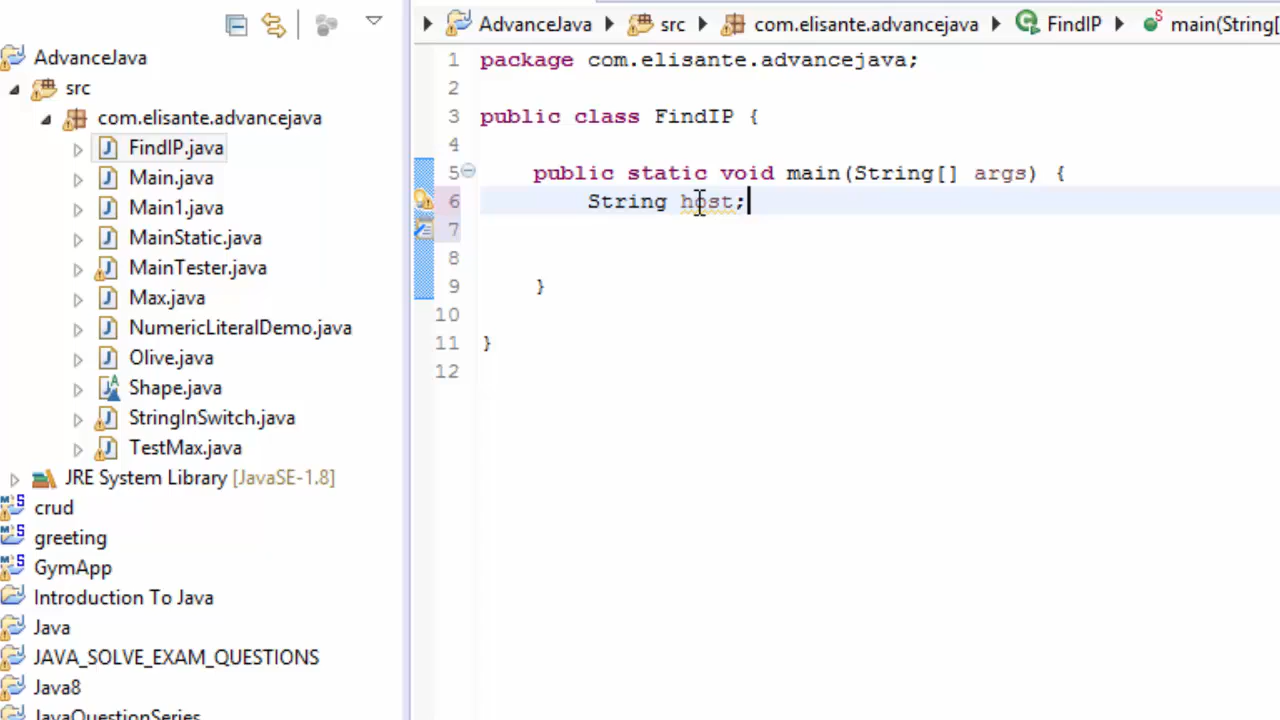 AdvanceJava
src
com.elisante.advancejava
FindIP.java
Main.java
Main1.java
MainStatic.java
MainTester.java
Max.java
NumericLiteralDemo.java
Olive.java
Shape.java
StringInSwitch.java
TestMax.java
JRE System Library [JavaSE-1.8]
crud
greeting
GymApp
Introduction To Java
Java
JAVA_SOLVE_EXAM_QUESTIONS
Java8
JavaQuestionSeries
AdvanceJava src com.elisante.advancejava FindIP main(String[
1 package com.elisante.advancejava;
2
3 public class FindIP {
4
5 public static void main(String[] args) {
6 String host;
7
8
9 }
10
11 }
12